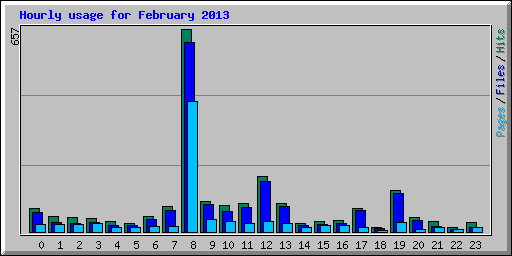 Hourly usage for February 2013
657
Pages / Files / Hits
0 1 2 3 4 5 6 7 8 9 10 11 12 13 14 15 16 17 18 19 20 21 22 23